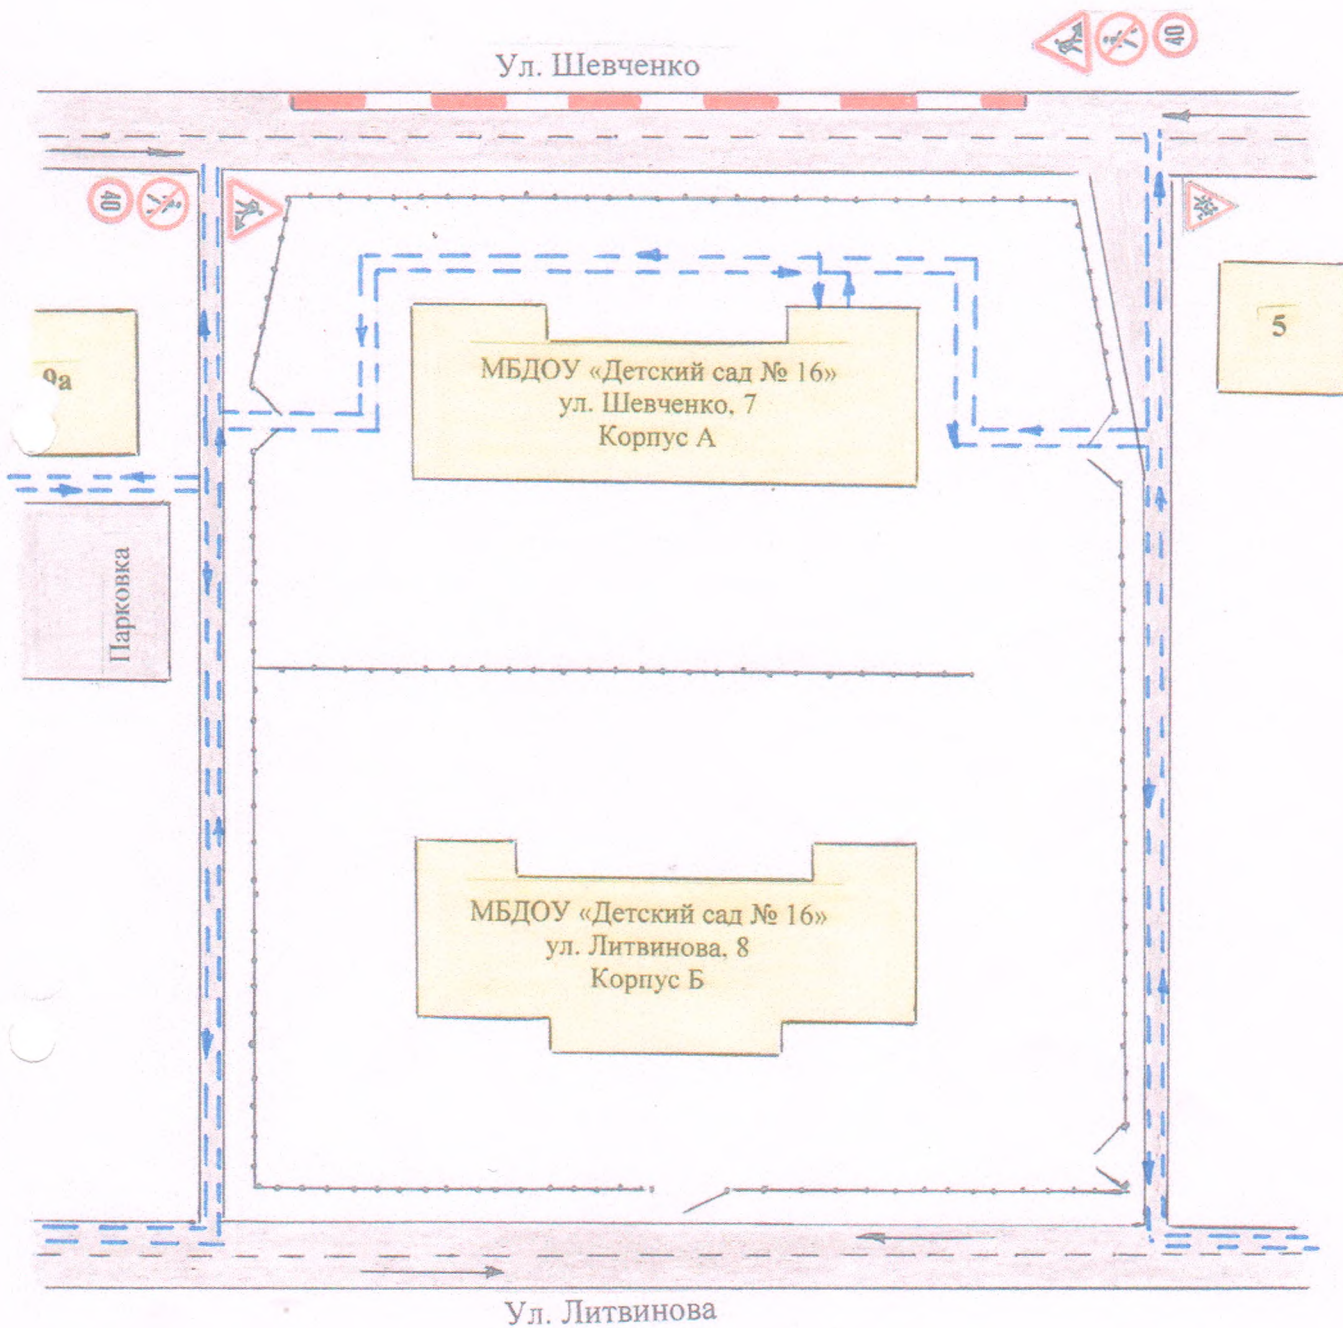 Ул. Шевченко
40
40
5
9а
МБДОУ «Детский сад № 16»
ул. Шевченко, 7
Корпус А
Парковка
МБДОУ «Детский сад № 16»
ул. Литвинова, 8
Корпус Б
Ул. Литвинова